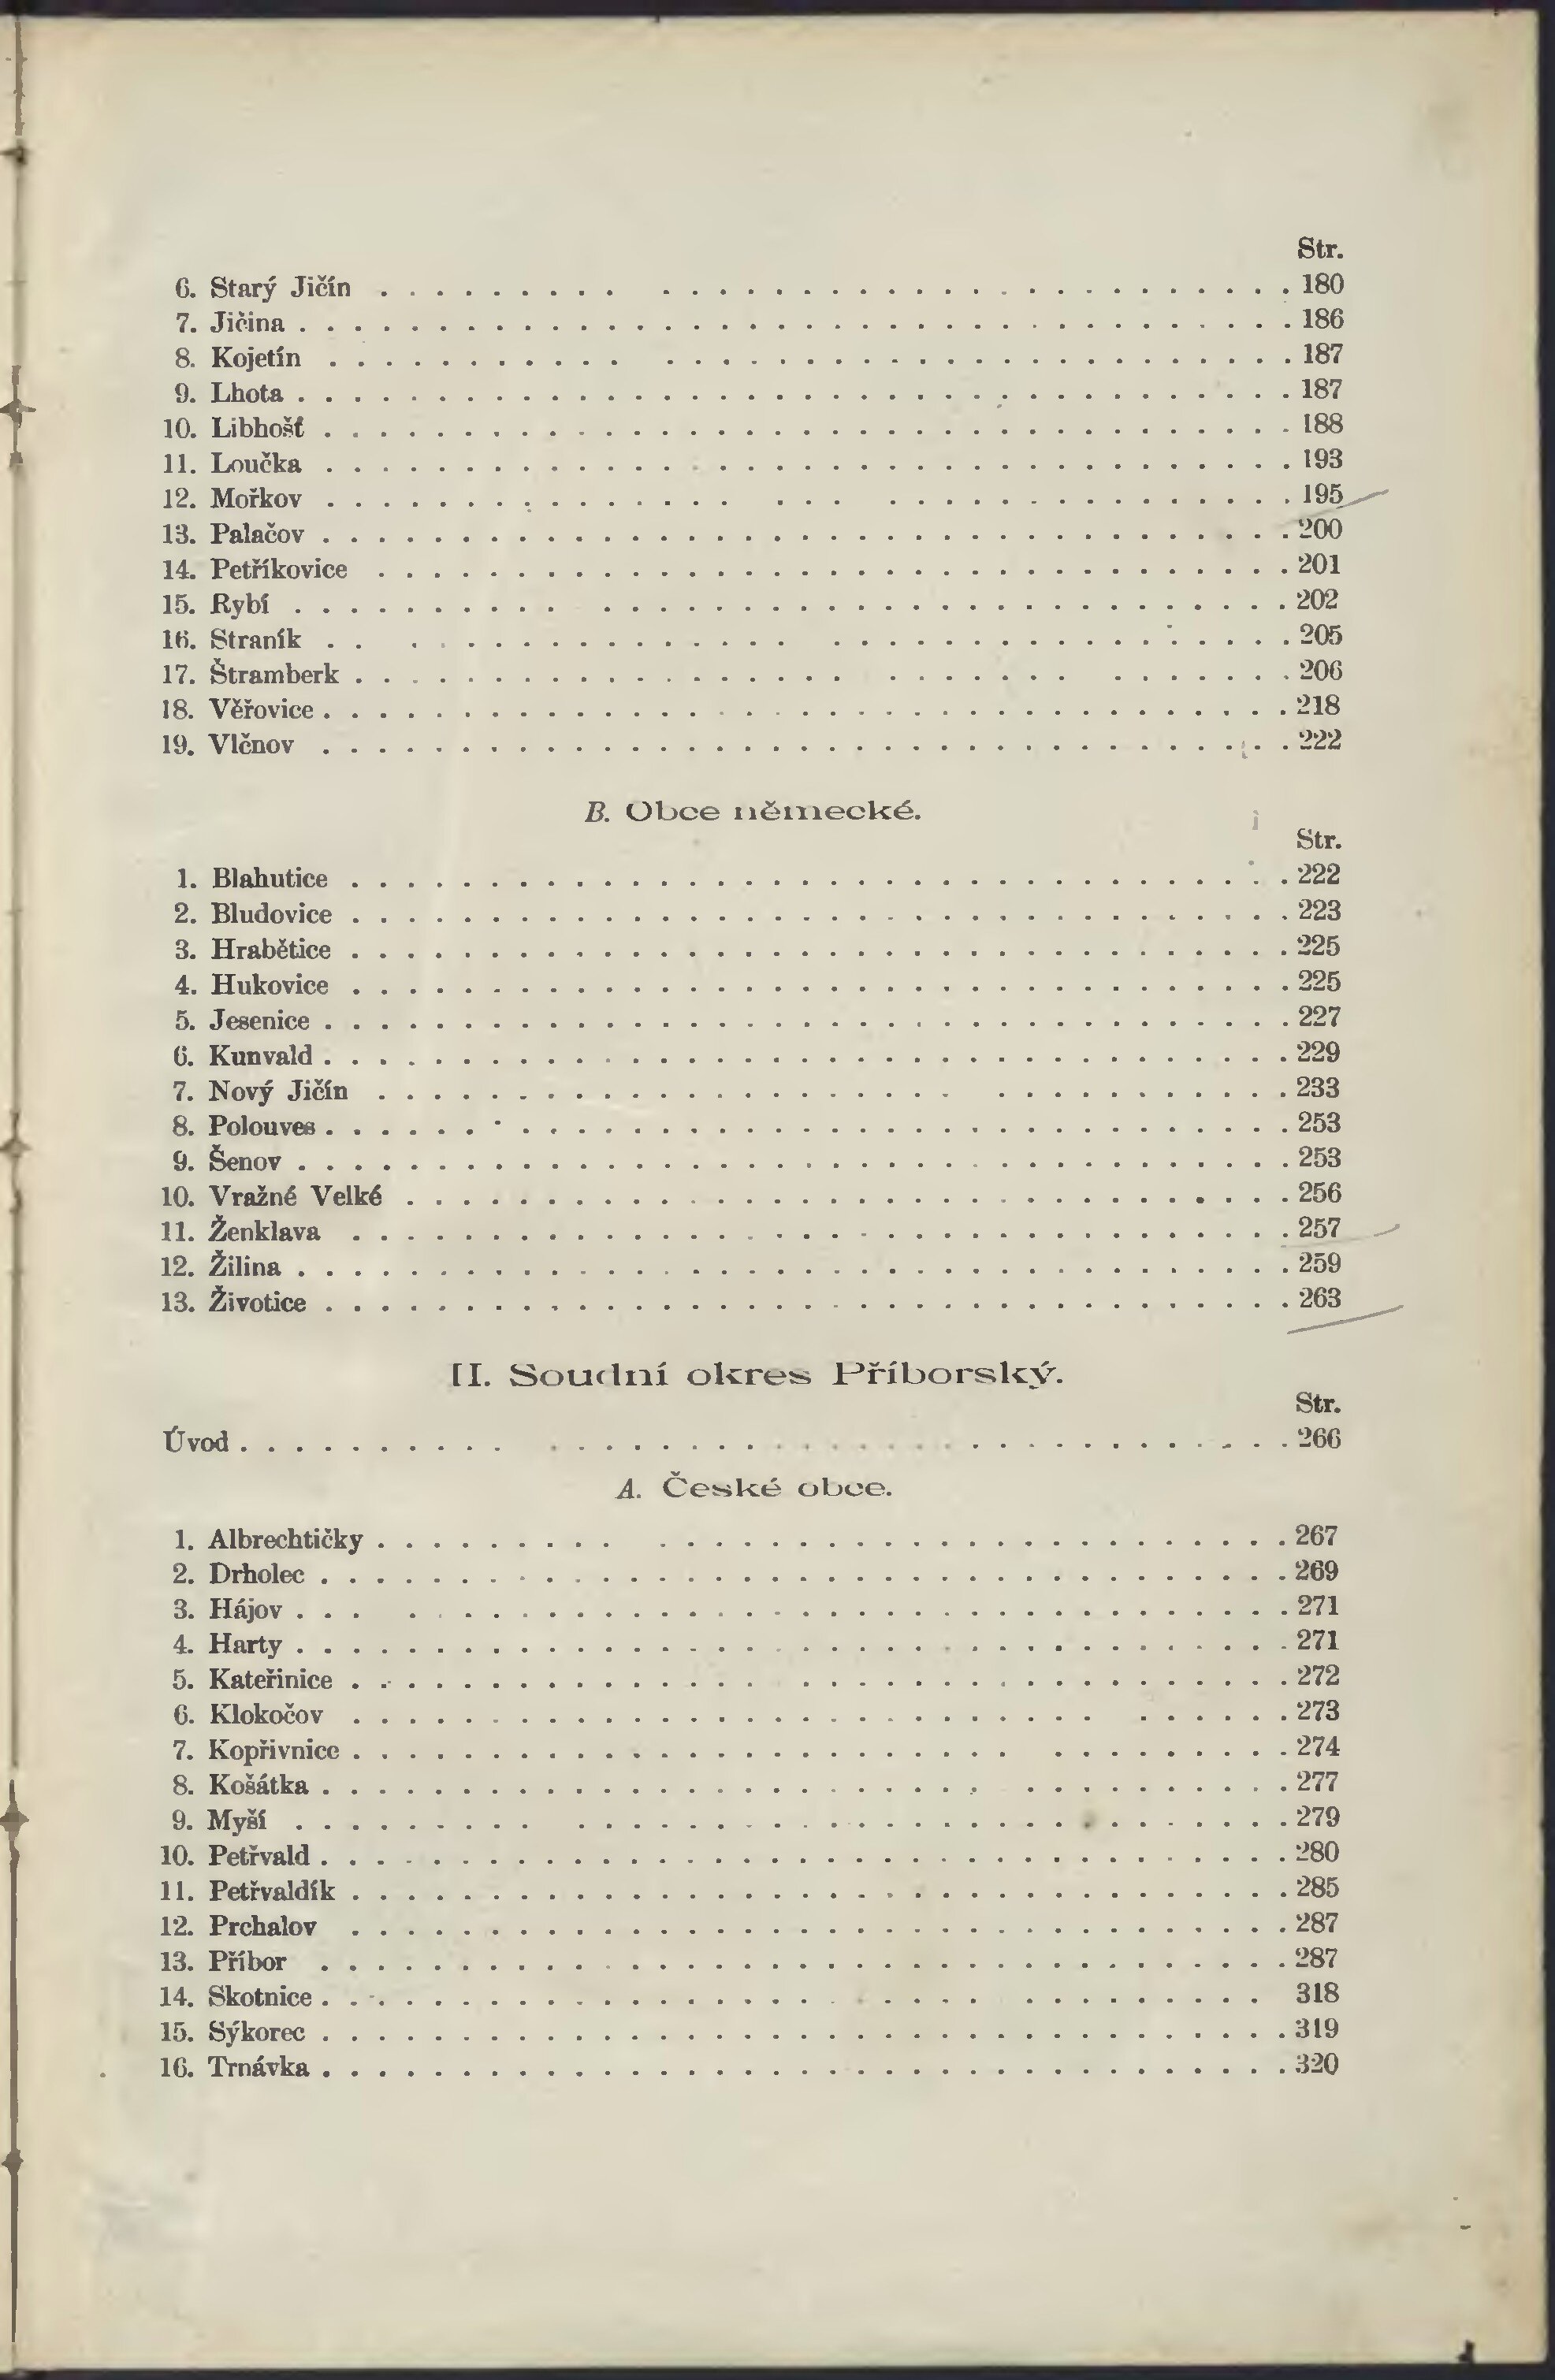 Str.
6. Starý Jičín . . . . . . . . . . . . . . . . . . . . 180
7. Jičina . . . . . . . . . . . . . . . . . . . . 186
8. Kojetín . . . . . . . . . . . . . . . . . . . . 187
9. Lhota . . . . . . . . . . . . . . . . . . . . 187
10. Libhošť . . . . . . . . . . . . . . . . . . . . 188
11. Loučka . . . . . . . . . . . . . . . . . . . . 193
12. Mořkov . . . . . . . . . . . . . . . . . . . . 195
13. Palačov . . . . . . . . . . . . . . . . . . . . 200
14. Petříkovice . . . . . . . . . . . . . . . . . . . . 201
15. Rybí . . . . . . . . . . . . . . . . . . . . 202
16. Straník . . . . . . . . . . . . . . . . . . . . 205
17. Štramberk . . . . . . . . . . . . . . . . . . . . 206
18. Věřovice . . . . . . . . . . . . . . . . . . . . 218
19. Vlčnov . . . . . . . . . . . . . . . . . . . . 222
B. Obce německé.
Str.
1. Blahutice . . . . . . . . . . . . . . . . . . . . 222
2. Bludovice . . . . . . . . . . . . . . . . . . . . 223
3. Hrabětice . . . . . . . . . . . . . . . . . . . . 225
4. Hukovice . . . . . . . . . . . . . . . . . . . . 225
5. Jesenice . . . . . . . . . . . . . . . . . . . . 227
6. Kunvald . . . . . . . . . . . . . . . . . . . . 229
7. Nový Jičín . . . . . . . . . . . . . . . . . . . . 233
8. Polouves . . . . . . . . . . . . . . . . . . . . 253
9. Šenov . . . . . . . . . . . . . . . . . . . . 253
10. Vražné Velké . . . . . . . . . . . . . . . . . . . . 256
11. Ženklava . . . . . . . . . . . . . . . . . . . . 257
12. Žilina . . . . . . . . . . . . . . . . . . . . 259
13. Životice . . . . . . . . . . . . . . . . . . . . 263
II. Soudní okres Příborský.
Str.
Úvod . . . . . . . . . . . . . . . . . . . . 266
A. České obce.
1. Albrechtičky . . . . . . . . . . . . . . . . . . . . 267
2. Drholec . . . . . . . . . . . . . . . . . . . . 269
3. Hájov . . . . . . . . . . . . . . . . . . . . 271
4. Harty . . . . . . . . . . . . . . . . . . . . 271
5. Kateřinice . . . . . . . . . . . . . . . . . . . . 272
6. Klokočov . . . . . . . . . . . . . . . . . . . . 273
7. Kopřivnice . . . . . . . . . . . . . . . . . . . . 274
8. Košátka . . . . . . . . . . . . . . . . . . . . 277
9. Myší . . . . . . . . . . . . . . . . . . . . 279
10. Petřvald . . . . . . . . . . . . . . . . . . . . 280
11. Petřvaldík . . . . . . . . . . . . . . . . . . . . 285
12. Prchalov . . . . . . . . . . . . . . . . . . . . 287
13. Příbor . . . . . . . . . . . . . . . . . . . . 287
14. Skotnice . . . . . . . . . . . . . . . . . . . . 318
15. Sýkorec . . . . . . . . . . . . . . . . . . . . 319
16. Trnávka . . . . . . . . . . . . . . . . . . . . 320